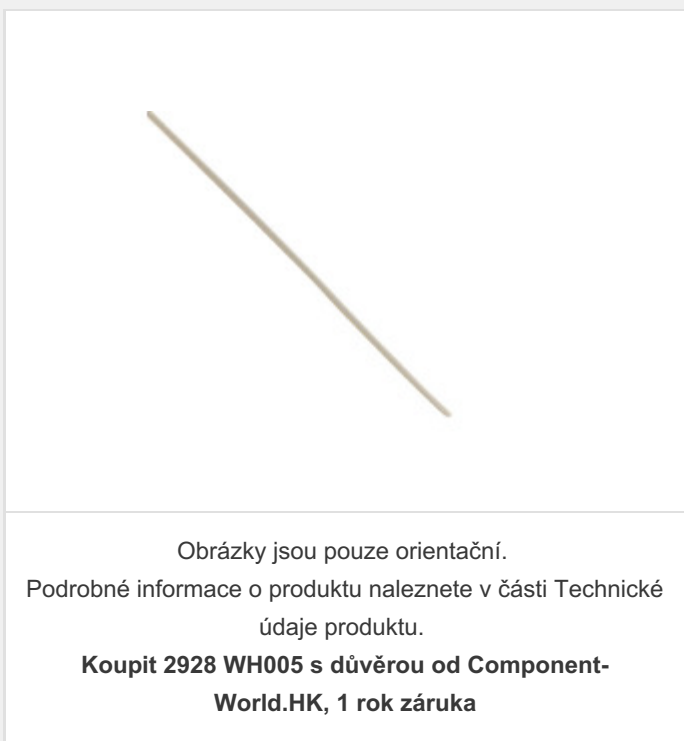 Obrázky jsou pouze orientační.
Podrobné informace o produktu naleznete v části Technické
údaje produktu.
Koupit 2928 WH005 s důvěrou od Component-
World.HK, 1 rok záruka